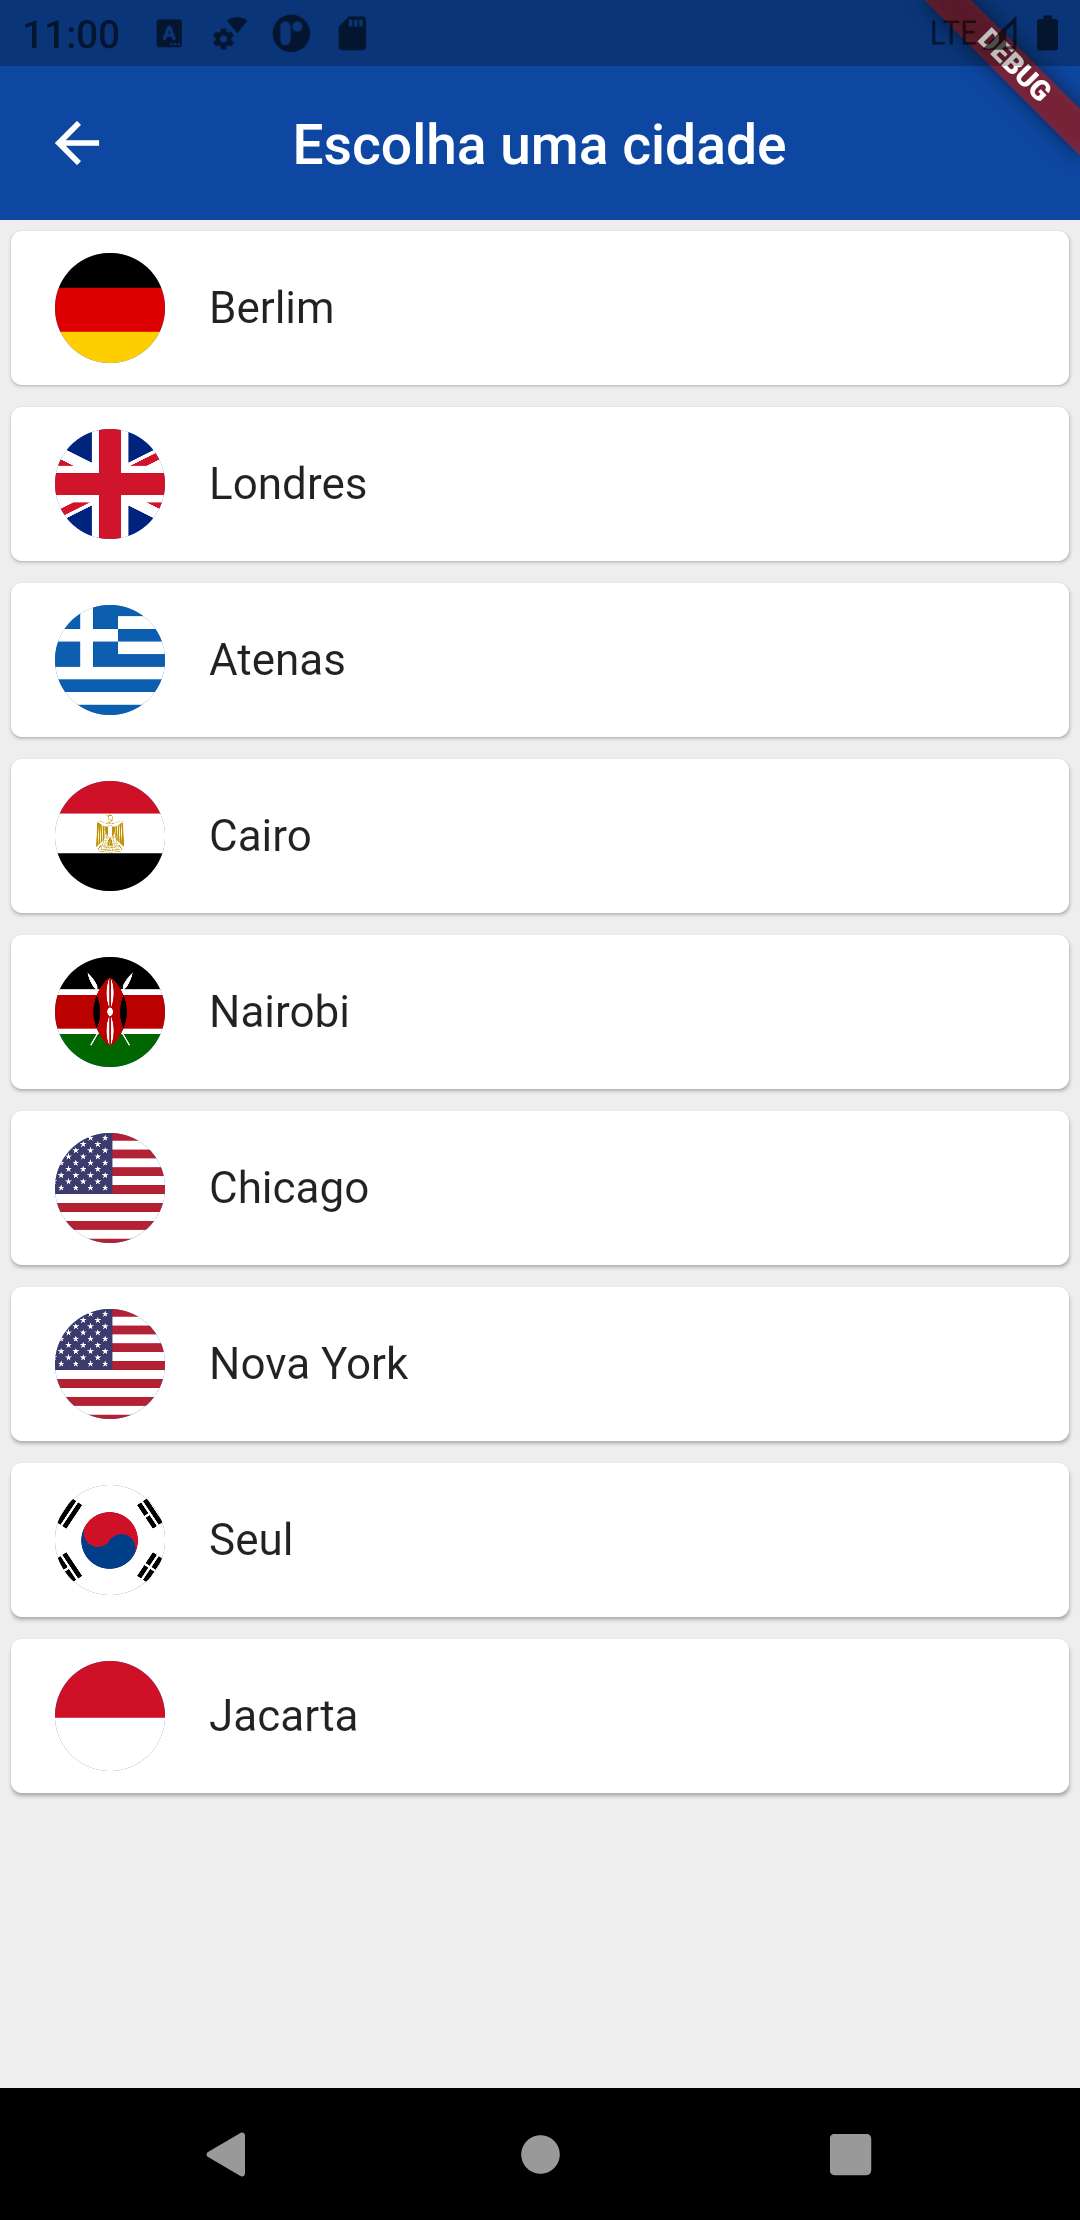 11:00
LTE
DEBUG
Escolha uma cidade
Berlim
Londres
Atenas
Cairo
Nairobi
Chicago
Nova York
Seul
Jacarta